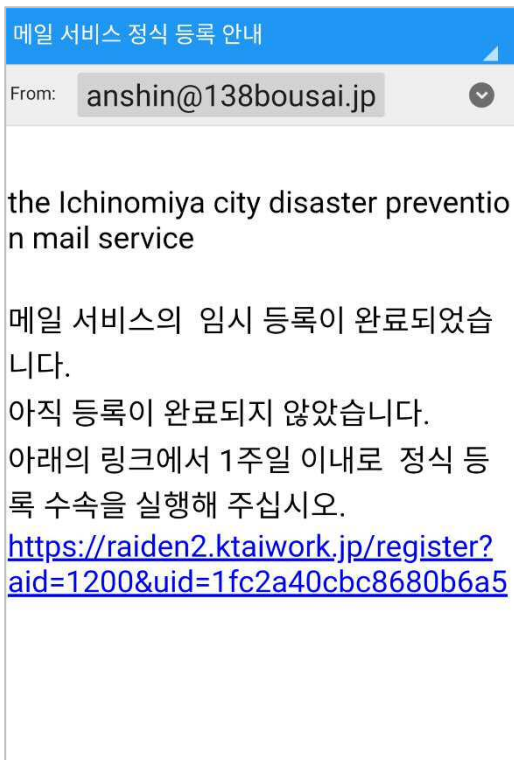 메일 서비스 정식 등록 안내
From: anshin@138bousai.jp
the Ichinomiya city disaster preventio
n mail service
메일 서비스의  임시 등록이 완료되었습
니다.
아직 등록이 완료되지 않았습니다.
아래의 링크에서 1주일 이내로  정식 등
록 수속을 실행해 주십시오.
https://raiden2.ktaiwork.jp/register?
aid=1200&uid=1fc2a40cbc8680b6a5